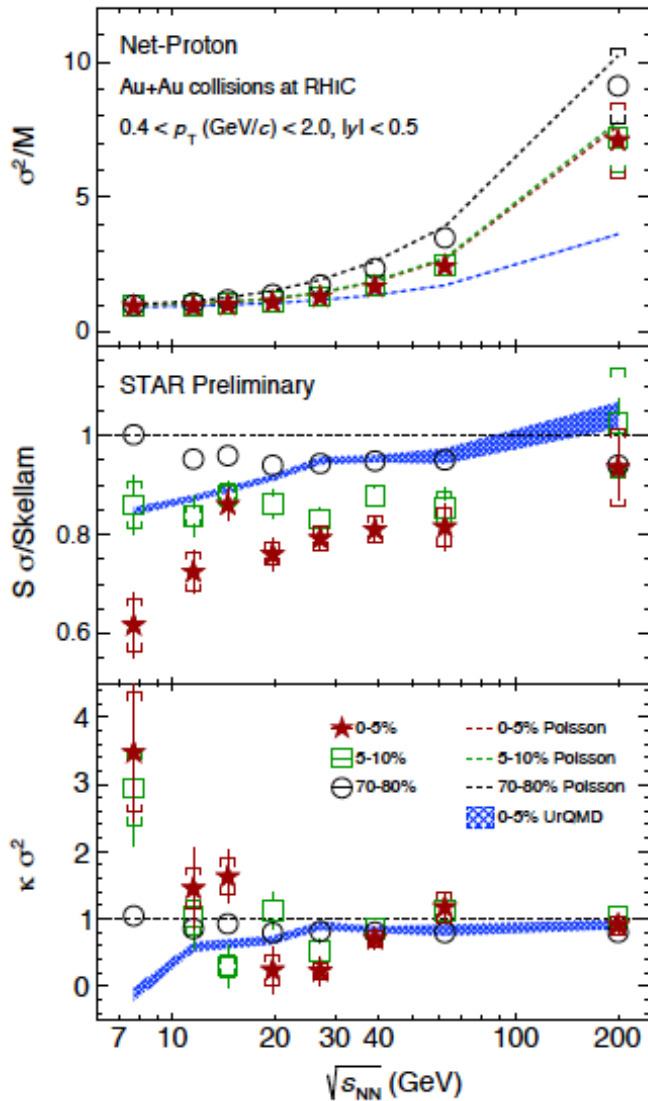 Net-Proton
Au+Au collisions at RHIC
0.4 < p_T (GeV/c) < 2.0, |y| < 0.5
σ²/M
10
5
0
STAR Preliminary
S σ/Skellam
1
0.8
0.6
κ σ²
4
3
2
1
0
0-5%
5-10%
70-80%
0-5% Poisson
5-10% Poisson
70-80% Poisson
0-5% UrQMD
7 10 20 30 40 100 200
√s_NN (GeV)